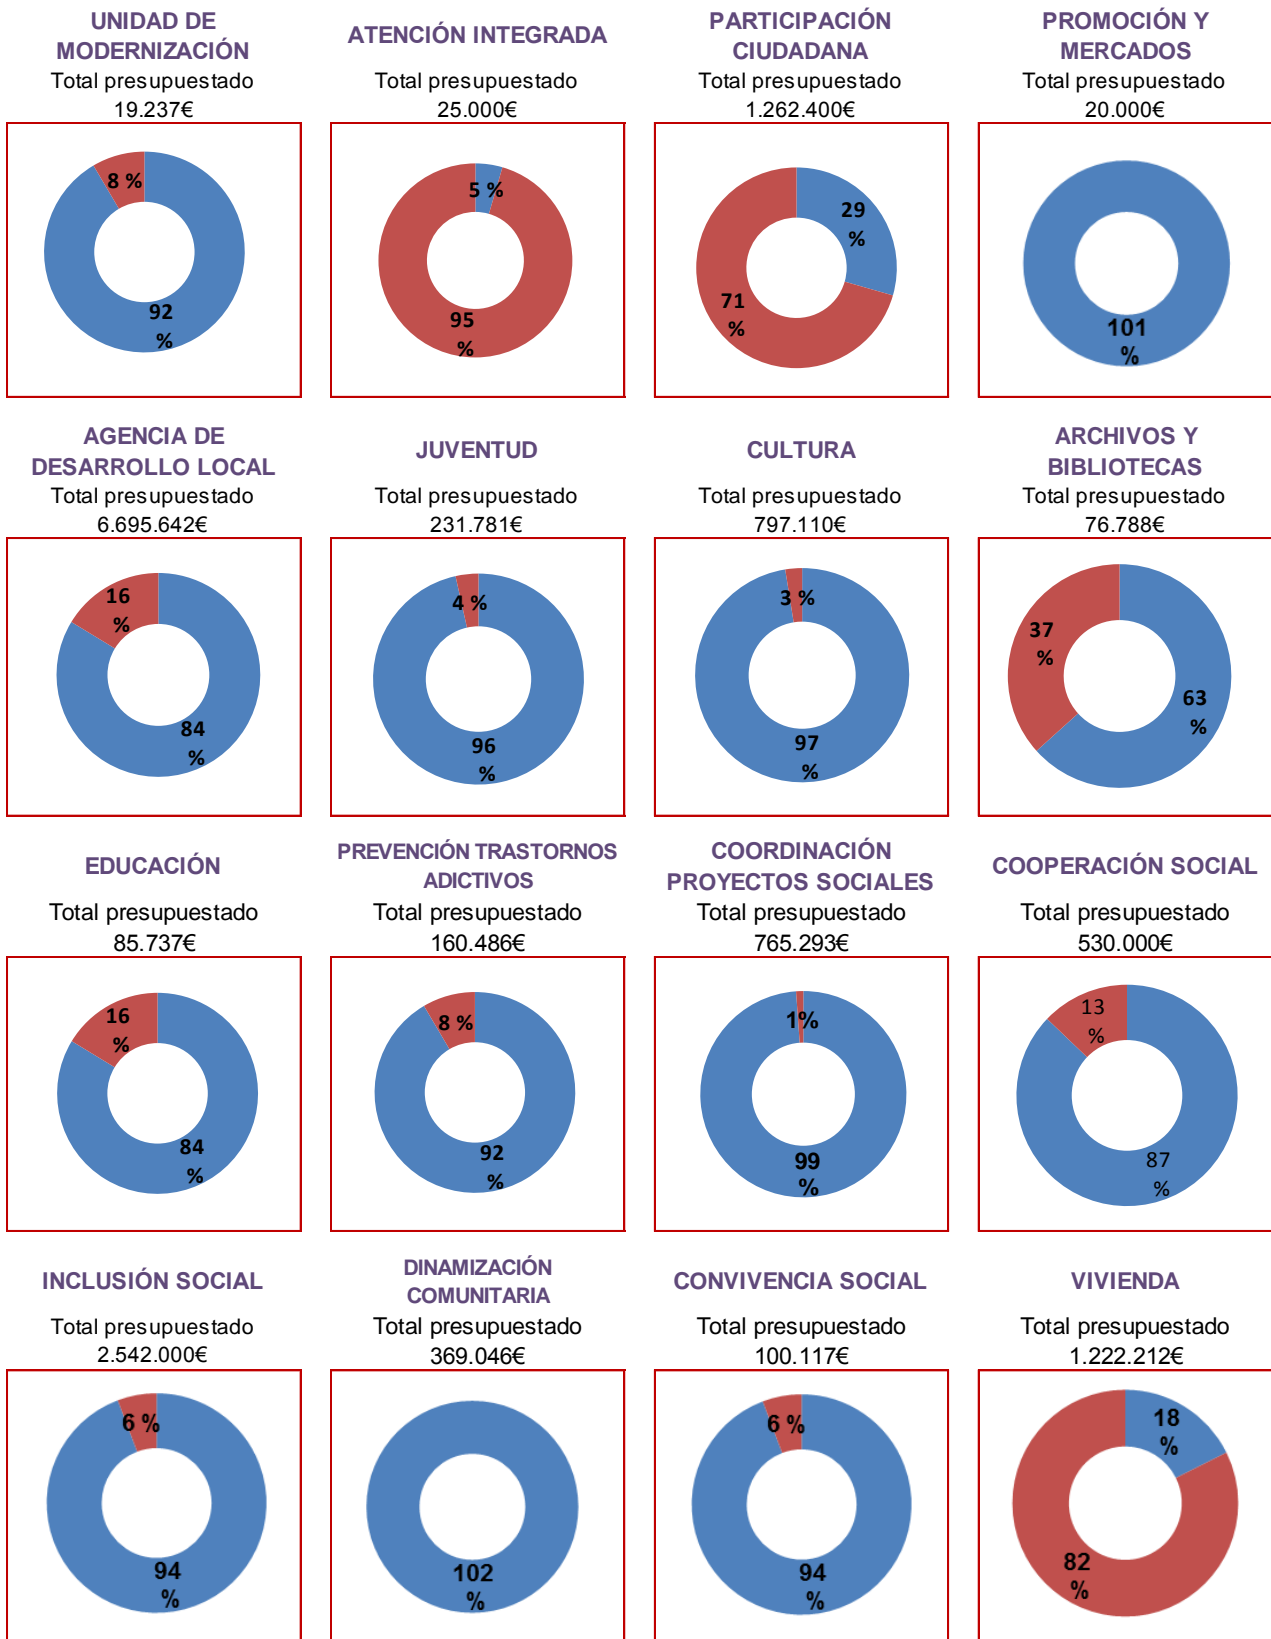 UNIDAD DE
MODERNIZACIÓN
Total presupuestado
19.237€
8 %
92
%
ATENCIÓN INTEGRADA
Total presupuestado
25.000€
5 %
95
%
PARTICIPACIÓN
CIUDADANA
Total presupuestado
1.262.400€
29
%
71
%
PROMOCIÓN Y
MERCADOS
Total presupuestado
20.000€
101
%
AGENCIA DE
DESARROLLO LOCAL
Total presupuestado
6.695.642€
16
%
84
%
JUVENTUD
Total presupuestado
231.781€
4 %
96
%
CULTURA
Total presupuestado
797.110€
3 %
97
%
ARCHIVOS Y
BIBLIOTECAS
Total presupuestado
76.788€
37
%
63
%
EDUCACIÓN
Total presupuestado
85.737€
16
%
84
%
PREVENCIÓN TRASTORNOS
ADICTIVOS
Total presupuestado
160.486€
8 %
92
%
COORDINACIÓN
PROYECTOS SOCIALES
Total presupuestado
765.293€
1%
99
%
COOPERACIÓN SOCIAL
Total presupuestado
530.000€
13
%
87
%
INCLUSIÓN SOCIAL
Total presupuestado
2.542.000€
6 %
94
%
DINAMIZACIÓN
COMUNITARIA
Total presupuestado
369.046€
102
%
CONVIVENCIA SOCIAL
Total presupuestado
100.117€
6 %
94
%
VIVIENDA
Total presupuestado
1.222.212€
18
%
82
%